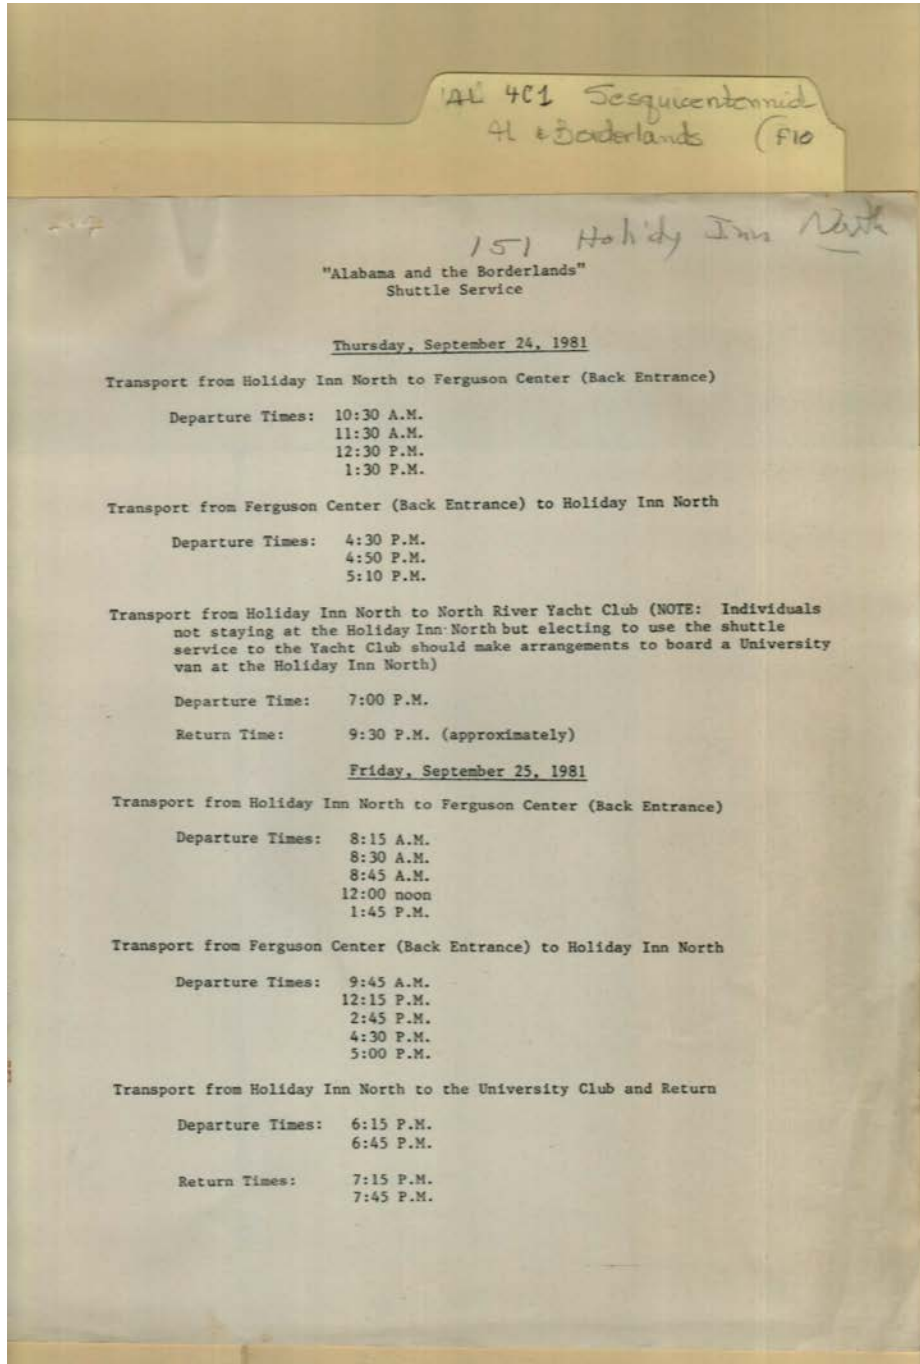 AL 4C1 Sesquicentennial
Al & Borderlands (F10
151 Holidy Inn North
"Alabama and the Borderlands"
Shuttle Service
Thursday, September 24, 1981
Transport from Holiday Inn North to Ferguson Center (Back Entrance)
Departure Times: 10:30 A.M.
11:30 A.M.
12:30 P.M.
1:30 P.M.
Transport from Ferguson Center (Back Entrance) to Holiday Inn North
Departure Times: 4:30 P.M.
4:50 P.M.
5:10 P.M.
Transport from Holiday Inn North to North River Yacht Club (NOTE: Individuals
not staying at the Holiday Inn North but electing to use the shuttle
service to the Yacht Club should make arrangements to board a University
van at the Holiday Inn North)
Departure Time: 7:00 P.M.
Return Time: 9:30 P.M. (approximately)
Friday, September 25, 1981
Transport from Holiday Inn North to Ferguson Center (Back Entrance)
Departure Times: 8:15 A.M.
8:30 A.M.
8:45 A.M.
12:00 noon
1:45 P.M.
Transport from Ferguson Center (Back Entrance) to Holiday Inn North
Departure Times: 9:45 A.M.
12:15 P.M.
2:45 P.M.
4:30 P.M.
5:00 P.M.
Transport from Holiday Inn North to the University Club and Return
Departure Times: 6:15 P.M.
6:45 P.M.
Return Times: 7:15 P.M.
7:45 P.M.